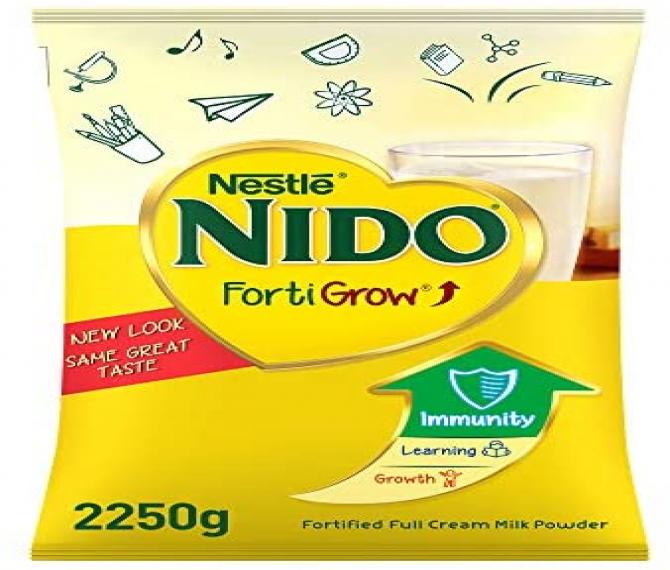 Nestlé®
NIDO®
FortiGrow®
NEW LOOK
SAME GREAT
TASTE
Immunity
Learning
Growth
2250g
Fortified Full Cream Milk Powder